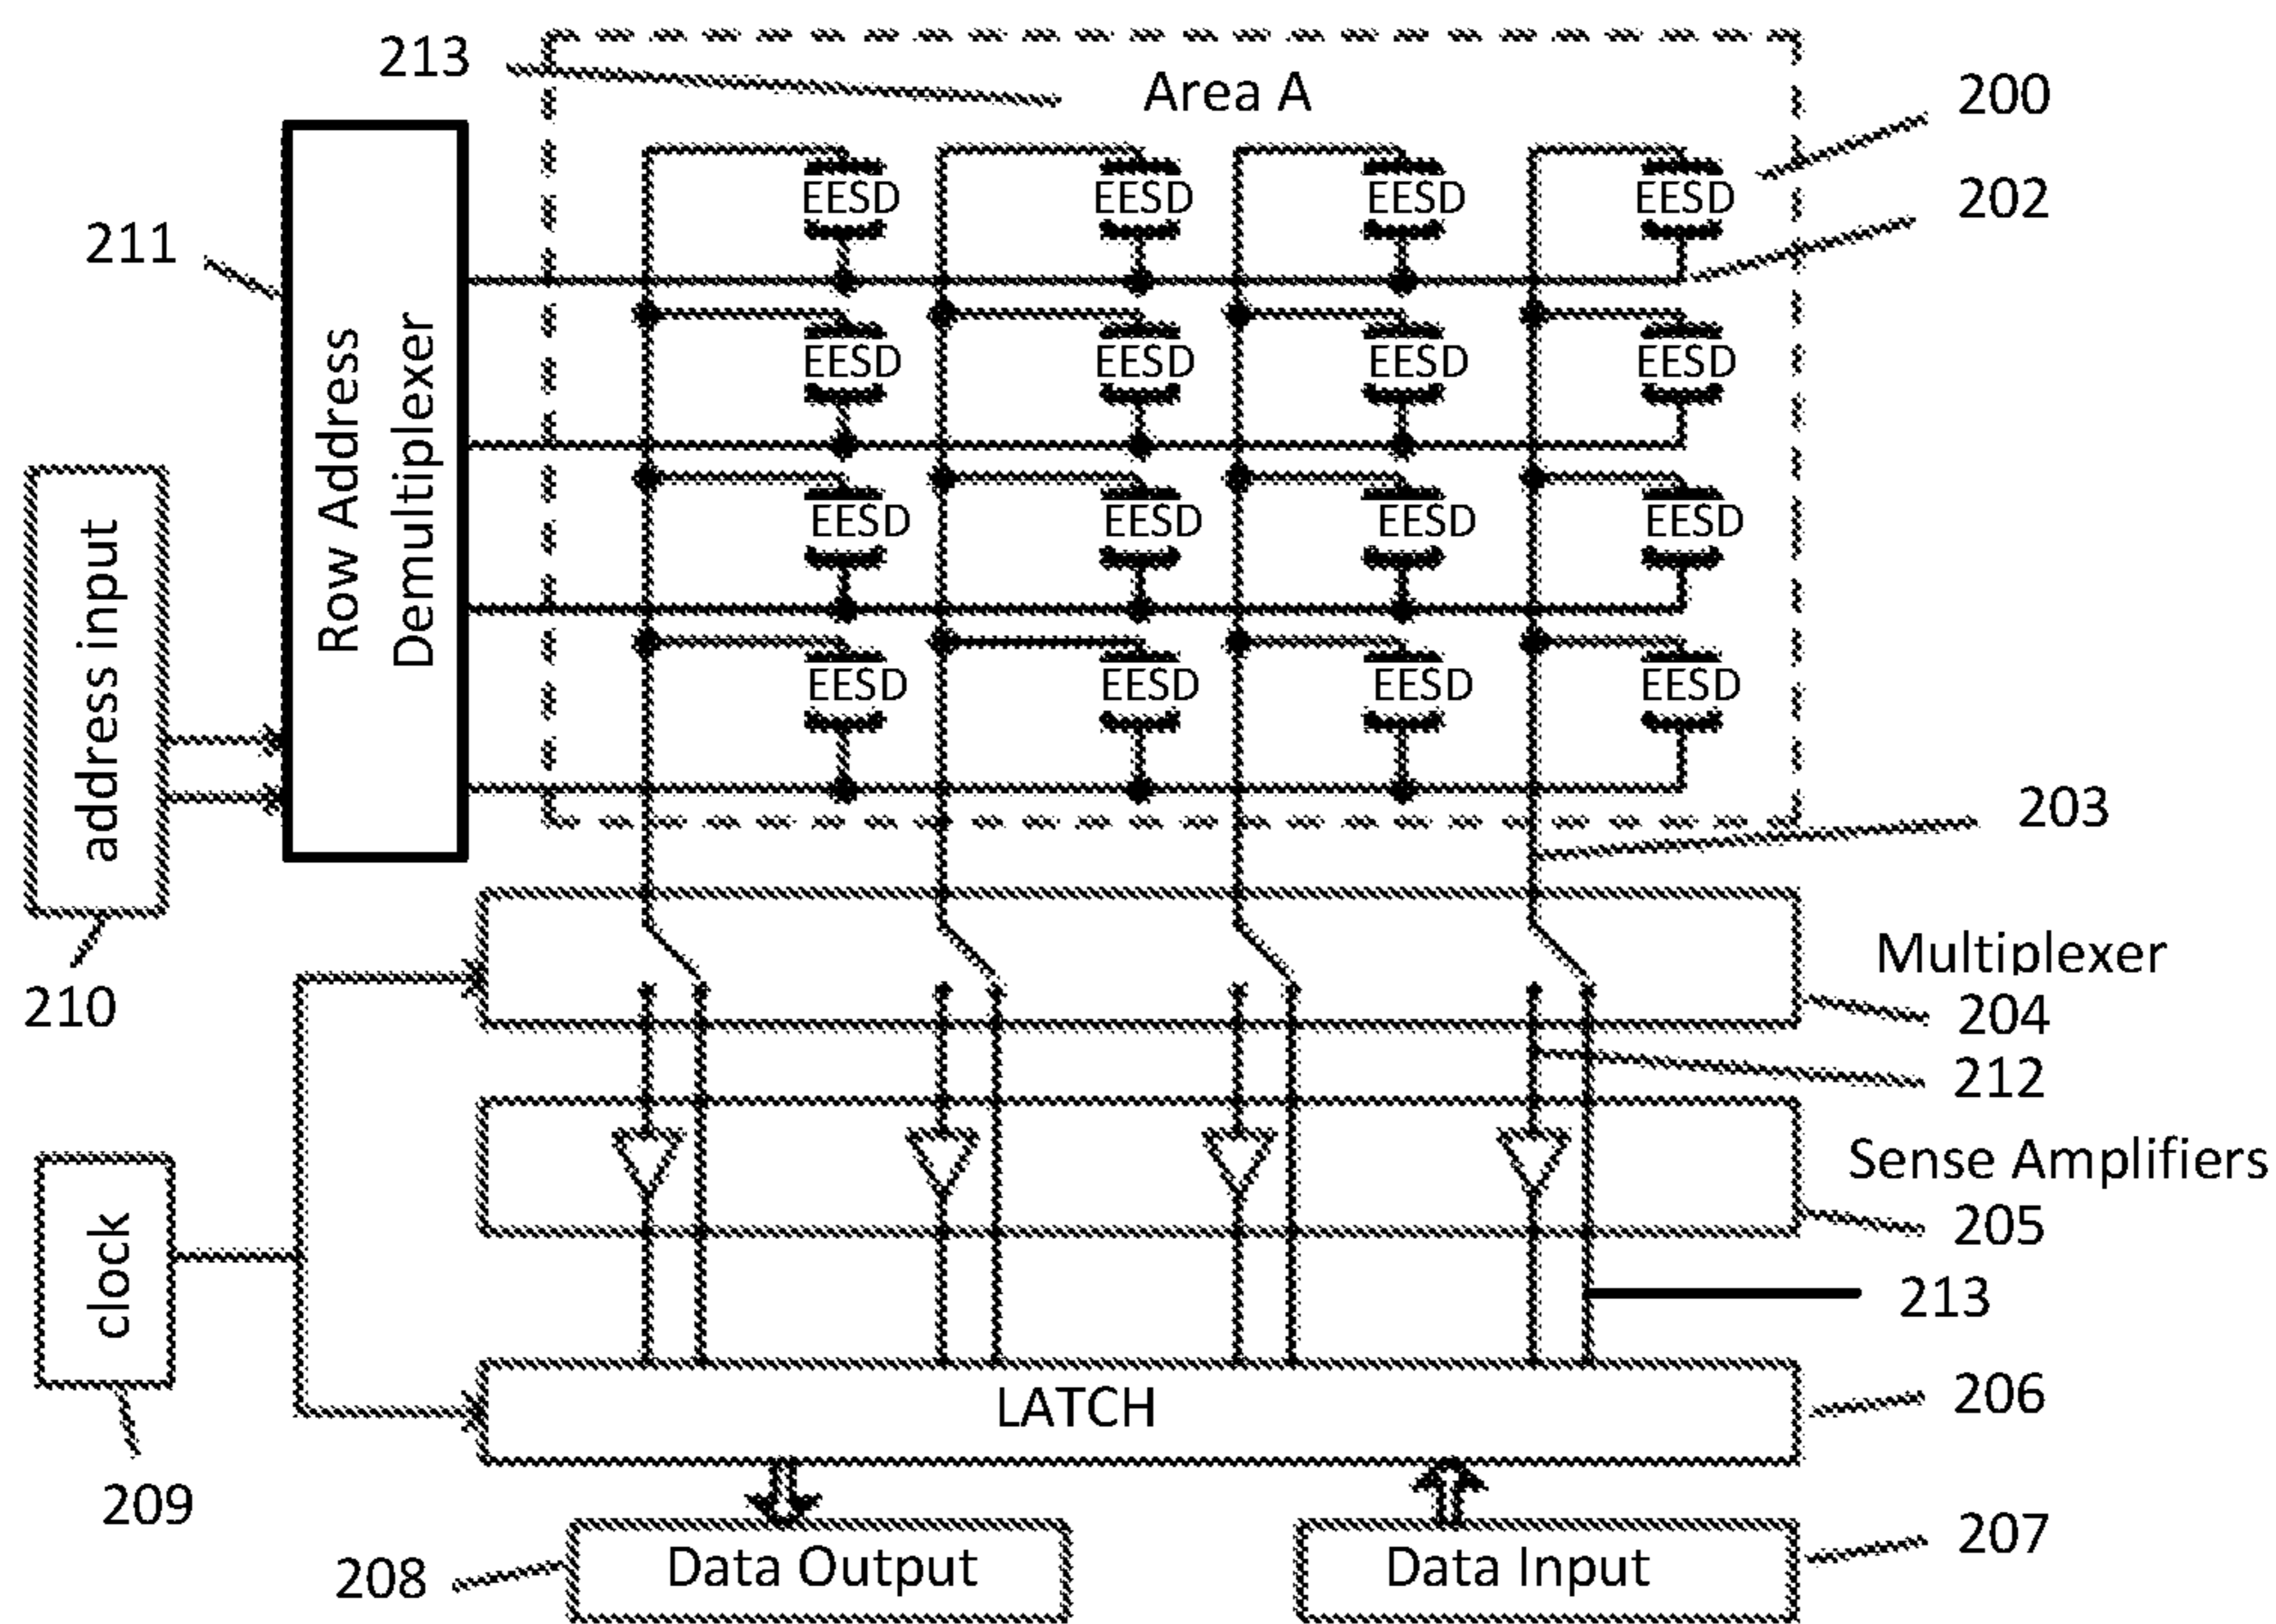 213
Area A
200
EESD EESD EESD EESD
202
211
EESD EESD EESD EESD
Row Address
Demultiplexer
EESD EESD EESD EESD
address input
EESD EESD EESD EESD
203
210
Multiplexer
204
212
Sense Amplifiers
205
clock
213
LATCH
206
209
207
208
Data Output
Data Input